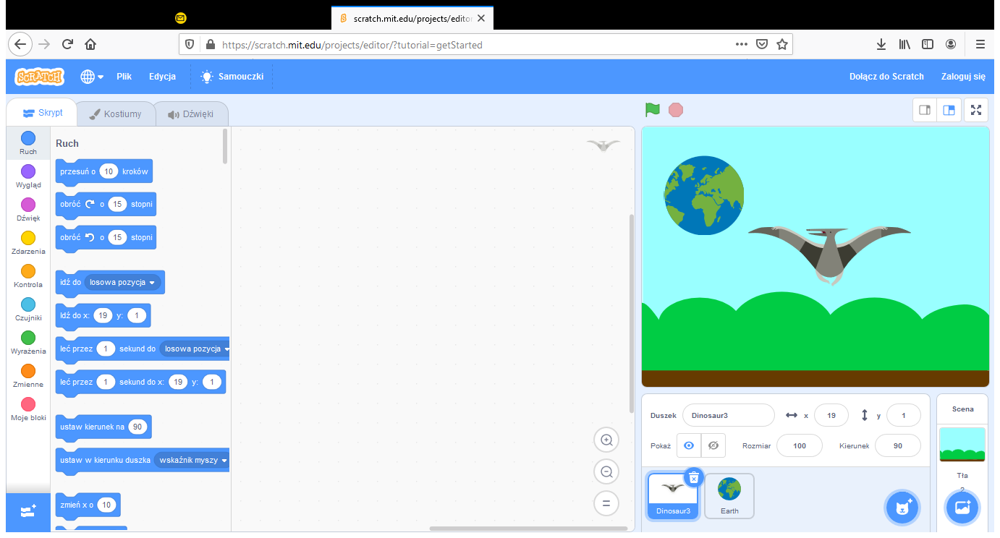 scratch.mit.edu/projects/editor
https://scratch.mit.edu/projects/editor/?tutorial=getStarted
SCRATCH Plik Edycja Samouczki Dołącz do Scratch Zaloguj się
Skrypt Kostiumy Dźwięki
Ruch
Wygląd
Dźwięk
Zdarzenia
Kontrola
Czujniki
Wyrażenia
Zmienne
Moje bloki
Ruch
przesuń o 10 kroków
obróć o 15 stopni
obróć o 15 stopni
idź do losowa pozycja
Idź do x: 19 y: 1
leć przez 1 sekund do losowa pozycja
leć przez 1 sekund do x: 19 y: 1
ustaw kierunek na 90
ustaw w kierunku duszka wskaźnik myszy
zmień x o 10
Duszek Dinosaur3 x 19 y 1
Pokaż Rozmiar 100 Kierunek 90
Dinosaur3 Earth
Scena
Tła
2